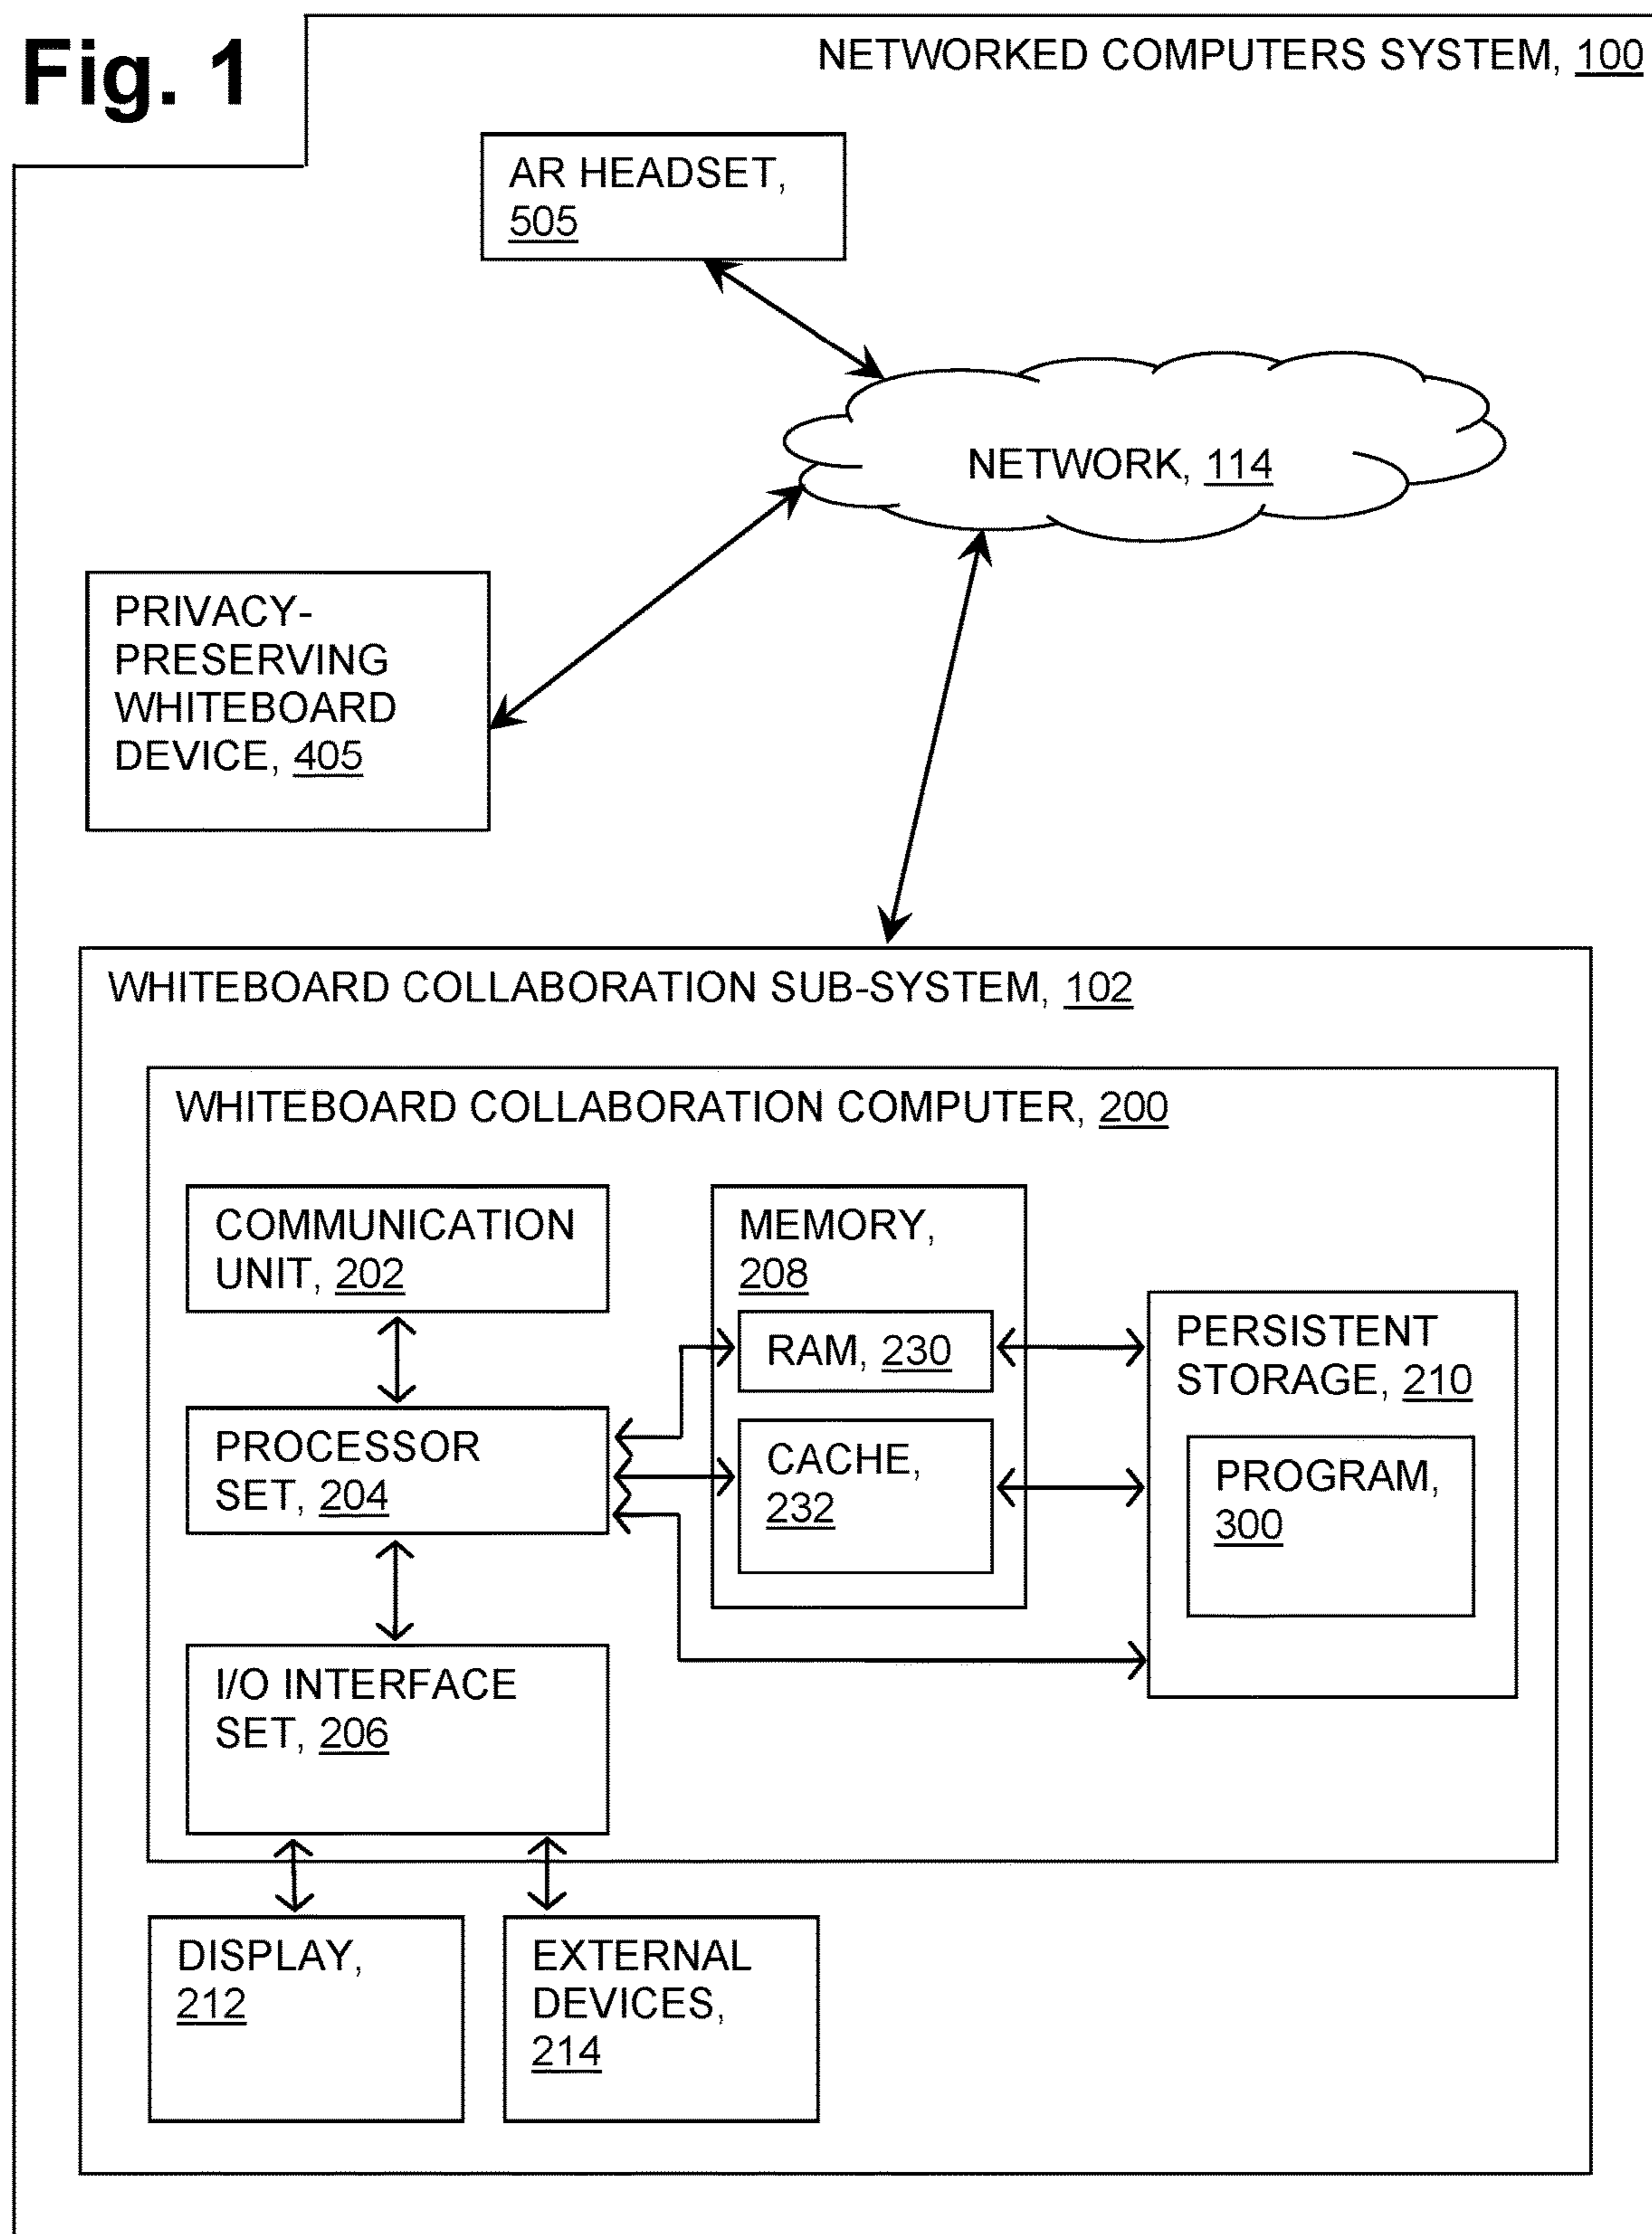 Fig. 1
NETWORKED COMPUTERS SYSTEM, 100
AR HEADSET,
505
NETWORK, 114
PRIVACY-
PRESERVING
WHITEBOARD
DEVICE, 405
WHITEBOARD COLLABORATION SUB-SYSTEM, 102
WHITEBOARD COLLABORATION COMPUTER, 200
COMMUNICATION
UNIT, 202
MEMORY,
208
RAM, 230
PERSISTENT
STORAGE, 210
PROCESSOR
SET, 204
CACHE,
232
PROGRAM,
300
I/O INTERFACE
SET, 206
DISPLAY,
212
EXTERNAL
DEVICES,
214